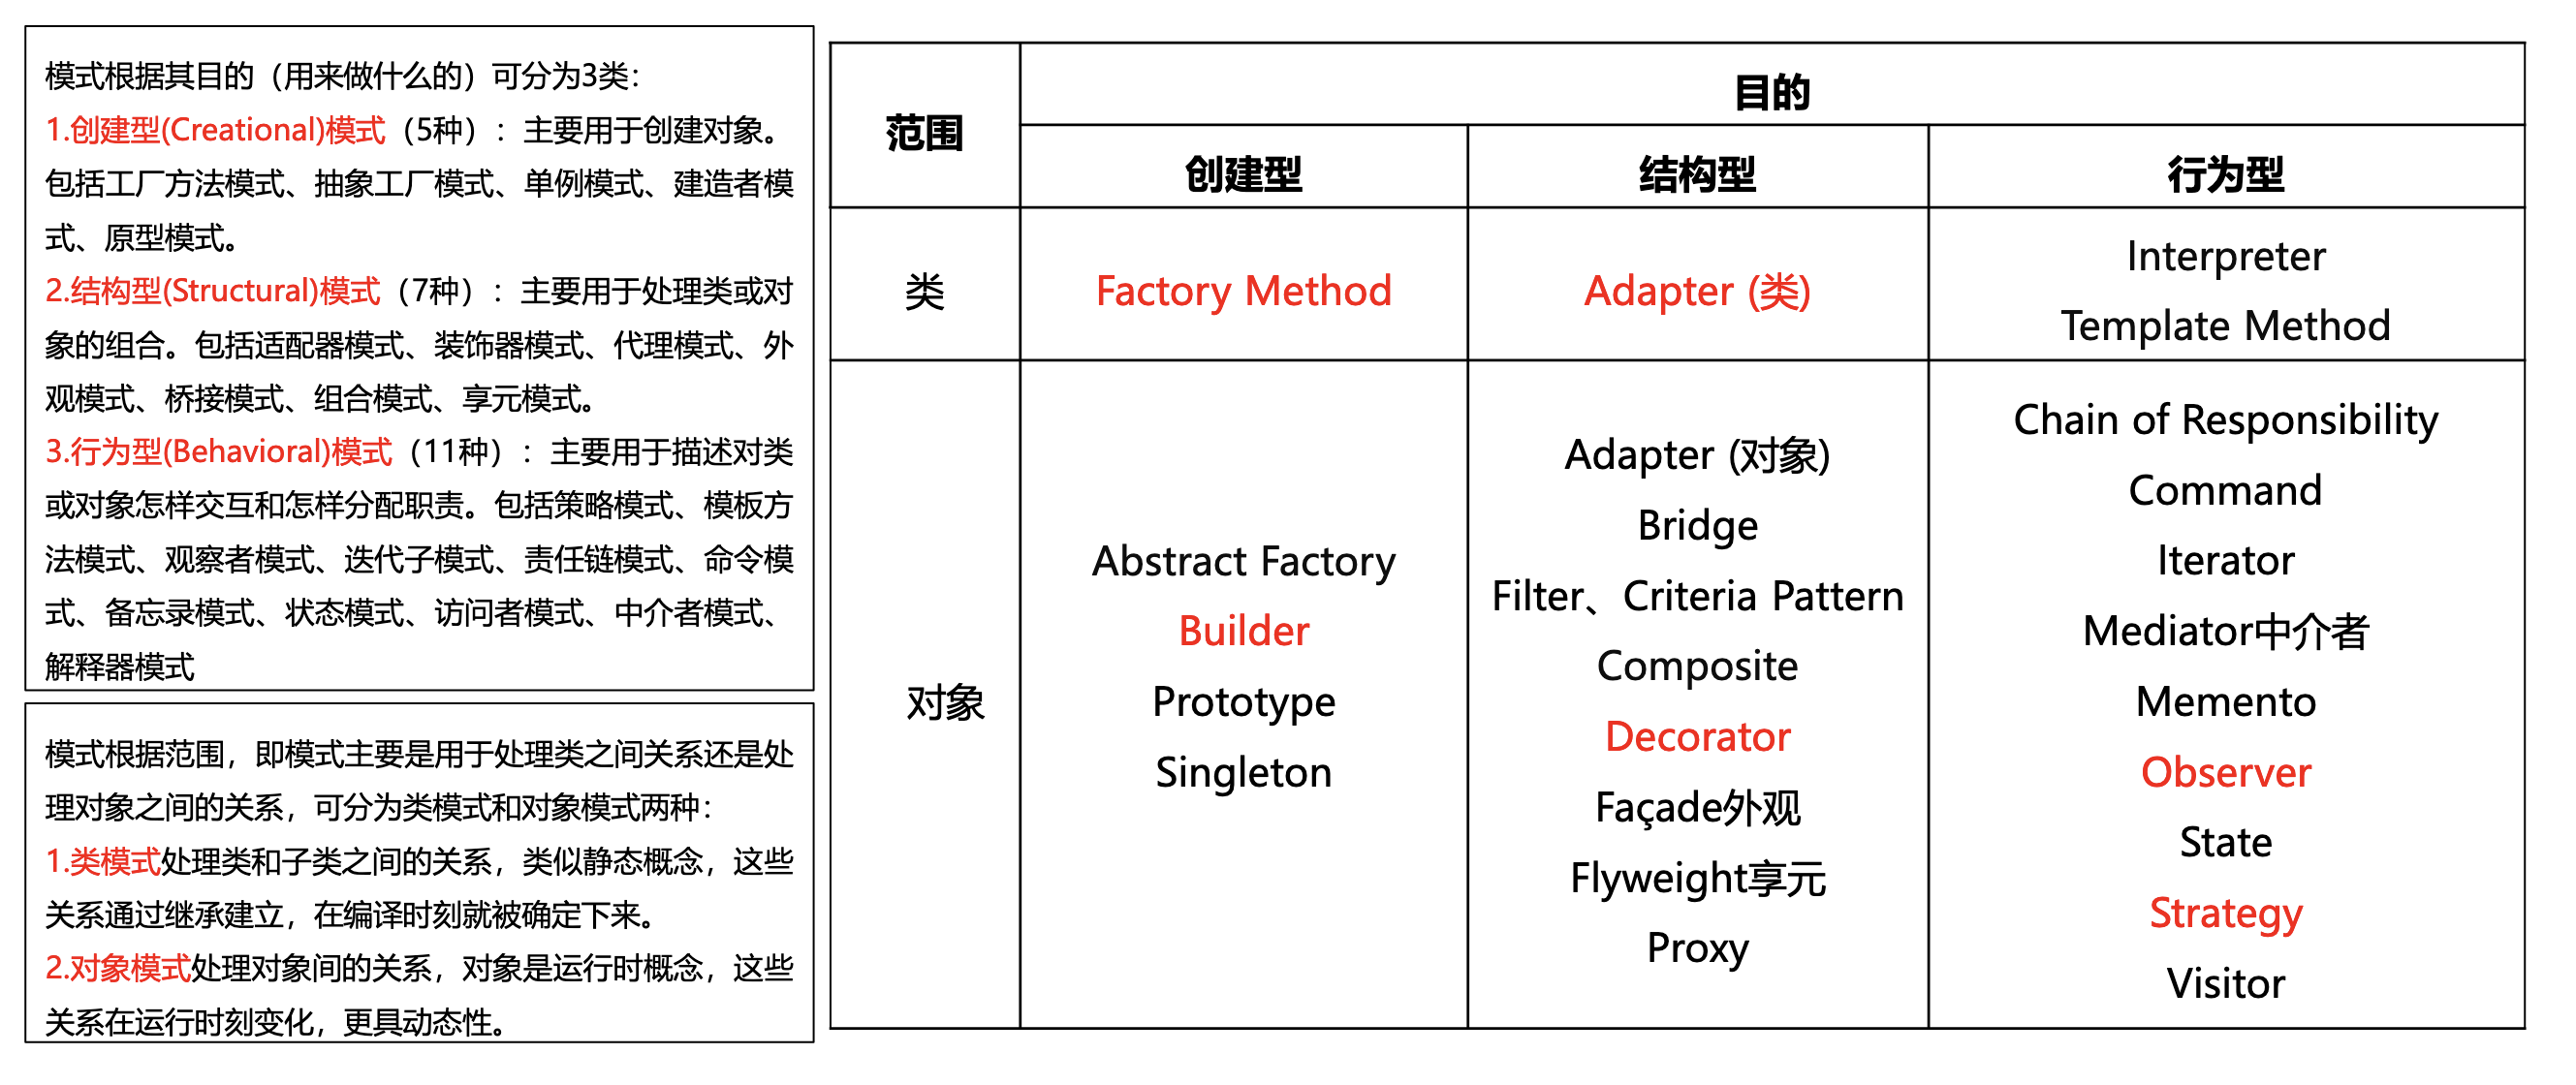 模式根据其目的（用来做什么的）可分为3类：
1.创建型(Creational)模式（5种）：主要用于创建对象。
包括工厂方法模式、抽象工厂模式、单例模式、建造者模
式、原型模式。
2.结构型(Structural)模式（7种）：主要用于处理类或对
象的组合。包括适配器模式、装饰器模式、代理模式、外
观模式、桥接模式、组合模式、享元模式。
3.行为型(Behavioral)模式（11种）：主要用于描述对类
或对象怎样交互和怎样分配职责。包括策略模式、模板方
法模式、观察者模式、迭代子模式、责任链模式、命令模
式、备忘录模式、状态模式、访问者模式、中介者模式、
解释器模式
模式根据范围，即模式主要是用于处理类之间关系还是处
理对象之间的关系，可分为类模式和对象模式两种：
1.类模式处理类和子类之间的关系，类似静态概念，这些
关系通过继承建立，在编译时刻就被确定下来。
2.对象模式处理对象间的关系，对象是运行时概念，这些
关系在运行时刻变化，更具动态性。
范围
目的
创建型
结构型
行为型
类
Factory Method
Adapter (类)
Interpreter
Template Method
对象
Abstract Factory
Builder
Prototype
Singleton
Adapter (对象)
Bridge
Filter、Criteria Pattern
Composite
Decorator
Façade外观
Flyweight享元
Proxy
Chain of Responsibility
Command
Iterator
Mediator中介者
Memento
Observer
State
Strategy
Visitor